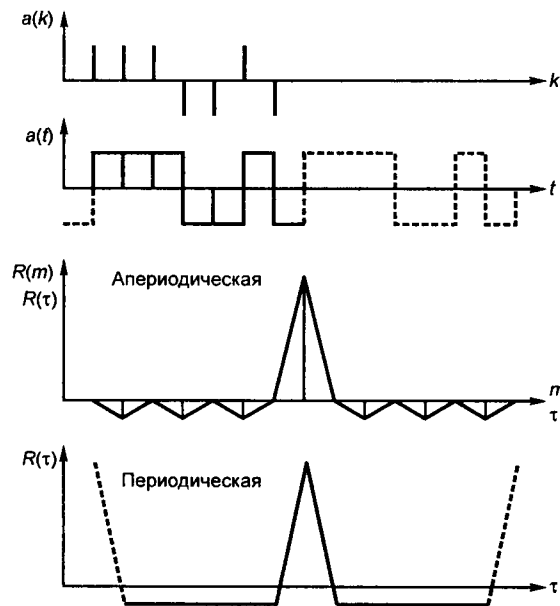 a(k)
k
a(t)
t
R(m)
R(τ)
Апериодическая
m
τ
R(τ)
Периодическая
τ